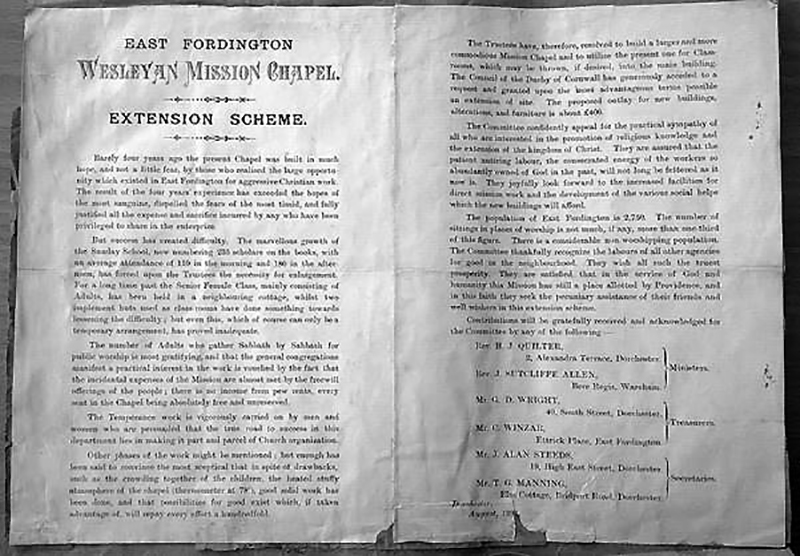 EAST FORDINGTON
WESLEYAN MISSION CHAPEL.
EXTENSION SCHEME.
Barely four years ago the present Chapel was built in much
hope, and not a little fear, by those who realised the large opportu-
nity which existed in East Fordington for aggressive Christian work.
The result of the four years experience has exceeded the hopes of
the most sanguine, dispelled the fears of the most timid, and fully
justified all the expense and sacrifice incurred by any who have been
privileged to share in the enterprise.
But success has created difficulty. The marvellous growth of
the Sunday School, now numbering 233 scholars on the books, with
an average attendance of 110 in the morning and 180 in the after-
noon, has forced upon the Trustees the necessity for enlargement.
For a long time past the Senior Female Class, mainly consisting of
Adults, has been held in a neighbouring cottage, whilst two
implement huts used as class rooms have done something towards
lessening the difficulty; but even this, which of course can only be a
temporary arrangement, has proved inadequate.
The number of Adults who gather Sabbath by Sabbath for
public worship is most gratifying, and that the general congregations
manifest a practical interest in the work is vouched by the fact that
the incidental expenses of the Mission are almost met by the freewill
offerings of the people; there is no income from pew rents, every
seat in the Chapel being absolutely free and unreserved.
The Temperance work is vigorously carried on by men and
women who are persuaded that the true road to success in this
department lies in making it part and parcel of Church organisation.
Other phases of the work might be mentioned; but enough has
been said to convince the most sceptical that in spite of drawbacks,
such as the crowding together of the children, the heated stuffy
atmosphere of the chapel (thermometer at 78°), good solid work has
been done, and that possibilities for good exist which, if taken
advantage of, will repay every effort a hundredfold.
The Trustees have, therefore, resolved to build a larger and more
commodious Mission Chapel and to utilize the present one for Class-
rooms, which may be thrown, if desired, into the main building.
The Council of the Duchy of Cornwall has generously acceded to a
request and granted upon the most advantageous terms possible
an extension of site. The proposed outlay for new buildings,
alterations, and furniture is about £400.
The Committee confidently appeal for the practical sympathy of
all who are interested in the promotion of religious knowledge and
the extension of the kingdom of Christ. They are assured that the
patient untiring labour, the consecrated energy of the workers so
abundantly owned of God in the past, will not long be fettered as it
now is. They joyfully look forward to the increased facilities for
direct mission work and the development of the various social helps
which the new buildings will afford.
The population of East Fordington is 2,750. The number of
sittings in places of worship is not much, if any, more than one third
of this figure. There is a considerable non worshipping population.
The Committee thankfully recognize the labours of all other agencies
for good in the neighbourhood. They wish all such the truest
prosperity. They are satisfied, that in the service of God and
humanity this Mission has still a place allotted by Providence, and
in this faith they seek the pecuniary assistance of their friends and
well wishers in this extension scheme.
Contributions will be gratefully received and acknowledged for
the Committee by any of the following:—
Rev. H. J. QUILTER,
2, Alexandra Terrace, Dorchester.
Rev. J. SUTCLIFFE ALLEN,
Bere Regis, Wareham.
Ministers.
Mr. G. D. WRIGHT,
40, South Street, Dorchester.
Mr. C. WINZAR,
Ettrick Place, East Fordington
Treasurers.
Mr. J. ALAN STEEDS,
19, High East Street, Dorchester
Mr. T. G. MANNING,
Cottage, Bridport Road, Dorchester.
Secretaries.
Dorchester,
August,